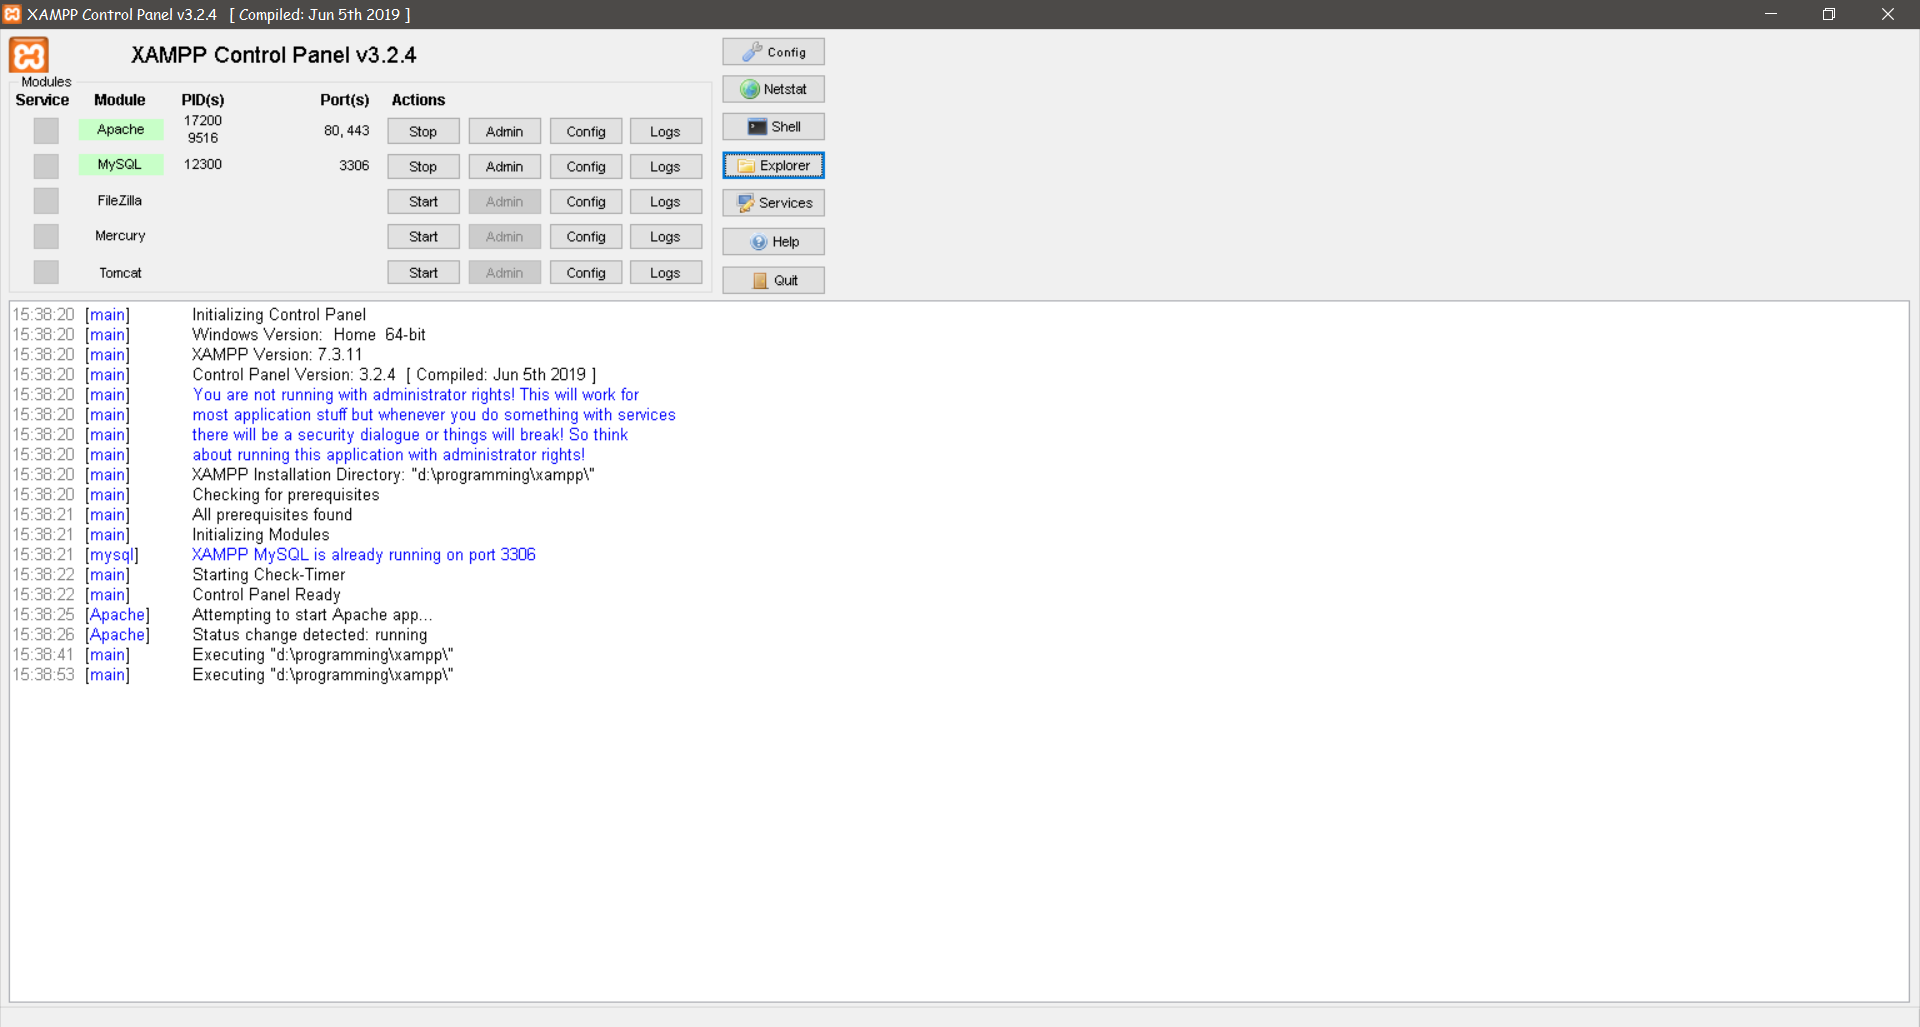 XAMPP Control Panel v3.2.4 [ Compiled: Jun 5th 2019 ]
XAMPP Control Panel v3.2.4
Config
Modules
Netstat
Service Module PID(s) Port(s) Actions
Apache 17200 9516 80, 443 Stop Admin Config Logs
Shell
MySQL 12300 3306 Stop Admin Config Logs
Explorer
FileZilla Start Admin Config Logs
Services
Mercury Start Admin Config Logs
Help
Tomcat Start Admin Config Logs
Quit
15:38:20 [main] Initializing Control Panel
15:38:20 [main] Windows Version: Home 64-bit
15:38:20 [main] XAMPP Version: 7.3.11
15:38:20 [main] Control Panel Version: 3.2.4 [ Compiled: Jun 5th 2019 ]
15:38:20 [main] You are not running with administrator rights! This will work for
15:38:20 [main] most application stuff but whenever you do something with services
15:38:20 [main] there will be a security dialogue or things will break! So think
15:38:20 [main] about running this application with administrator rights!
15:38:20 [main] XAMPP Installation Directory: "d:\programming\xampp\"
15:38:20 [main] Checking for prerequisites
15:38:21 [main] All prerequisites found
15:38:21 [main] Initializing Modules
15:38:21 [mysql] XAMPP MySQL is already running on port 3306
15:38:22 [main] Starting Check-Timer
15:38:22 [main] Control Panel Ready
15:38:25 [Apache] Attempting to start Apache app...
15:38:26 [Apache] Status change detected: running
15:38:41 [main] Executing "d:\programming\xampp\"
15:38:53 [main] Executing "d:\programming\xampp\"